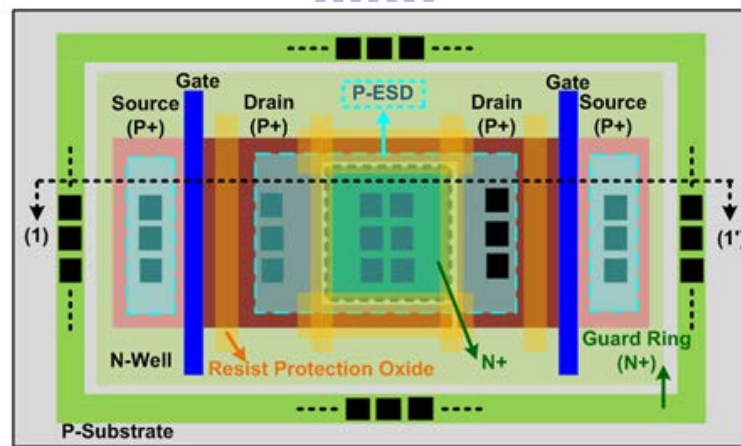 Gate
Gate
Source
(P+)
Drain
(P+)
P-ESD
Drain
(P+)
Source
(P+)
(1)
(1')
N-Well
Resist Protection Oxide
N+
Guard Ring
(N+)
P-Substrate